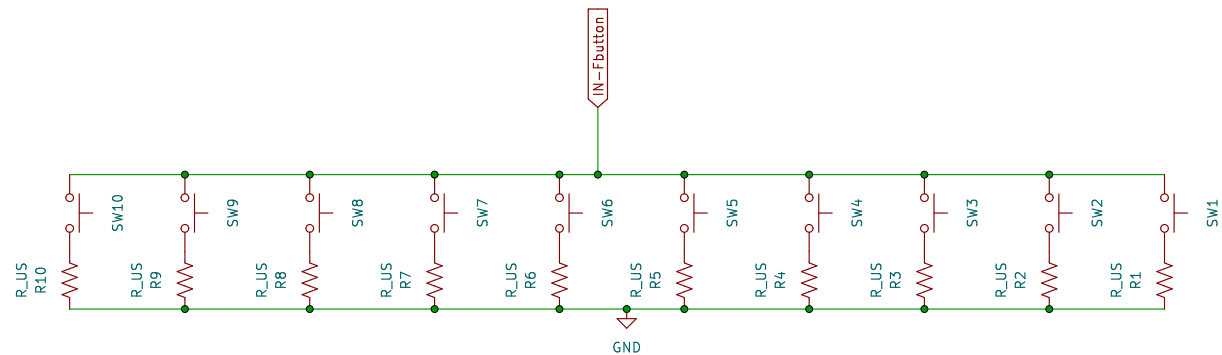 IN-Fbutton
SW10
SW9
SW8
SW7
SW6
SW5
SW4
SW3
SW2
SW1
R_US
R10
R_US
R9
R_US
R8
R_US
R7
R_US
R6
R_US
R5
R_US
R4
R_US
R3
R_US
R2
R_US
R1
GND